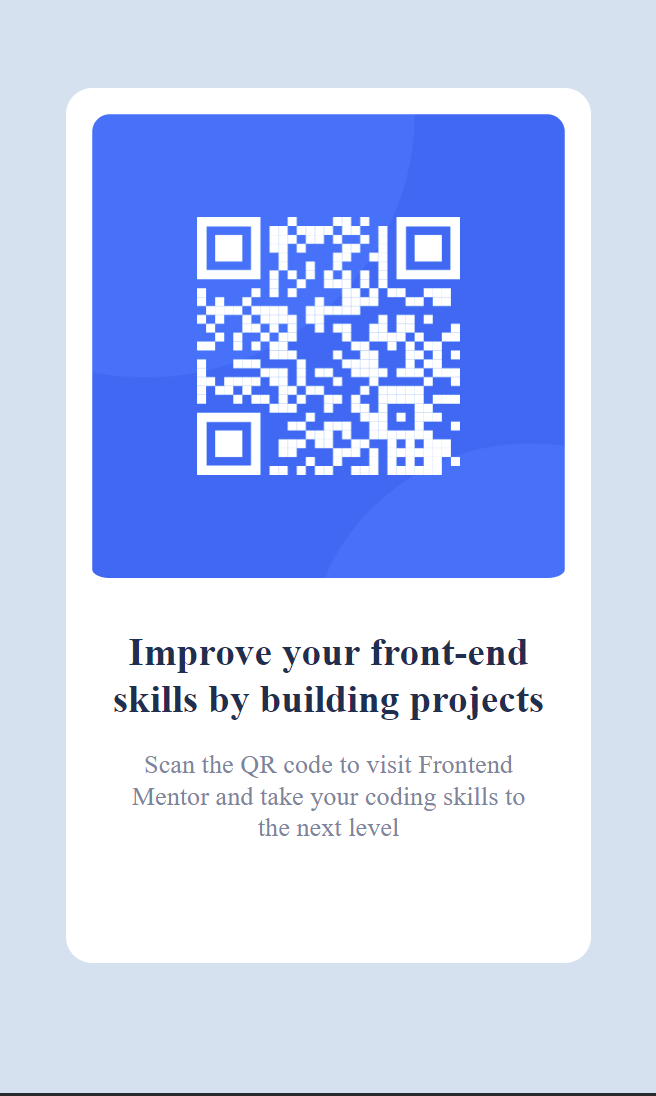 Improve your front-end
skills by building projects
Scan the QR code to visit Frontend
Mentor and take your coding skills to
the next level